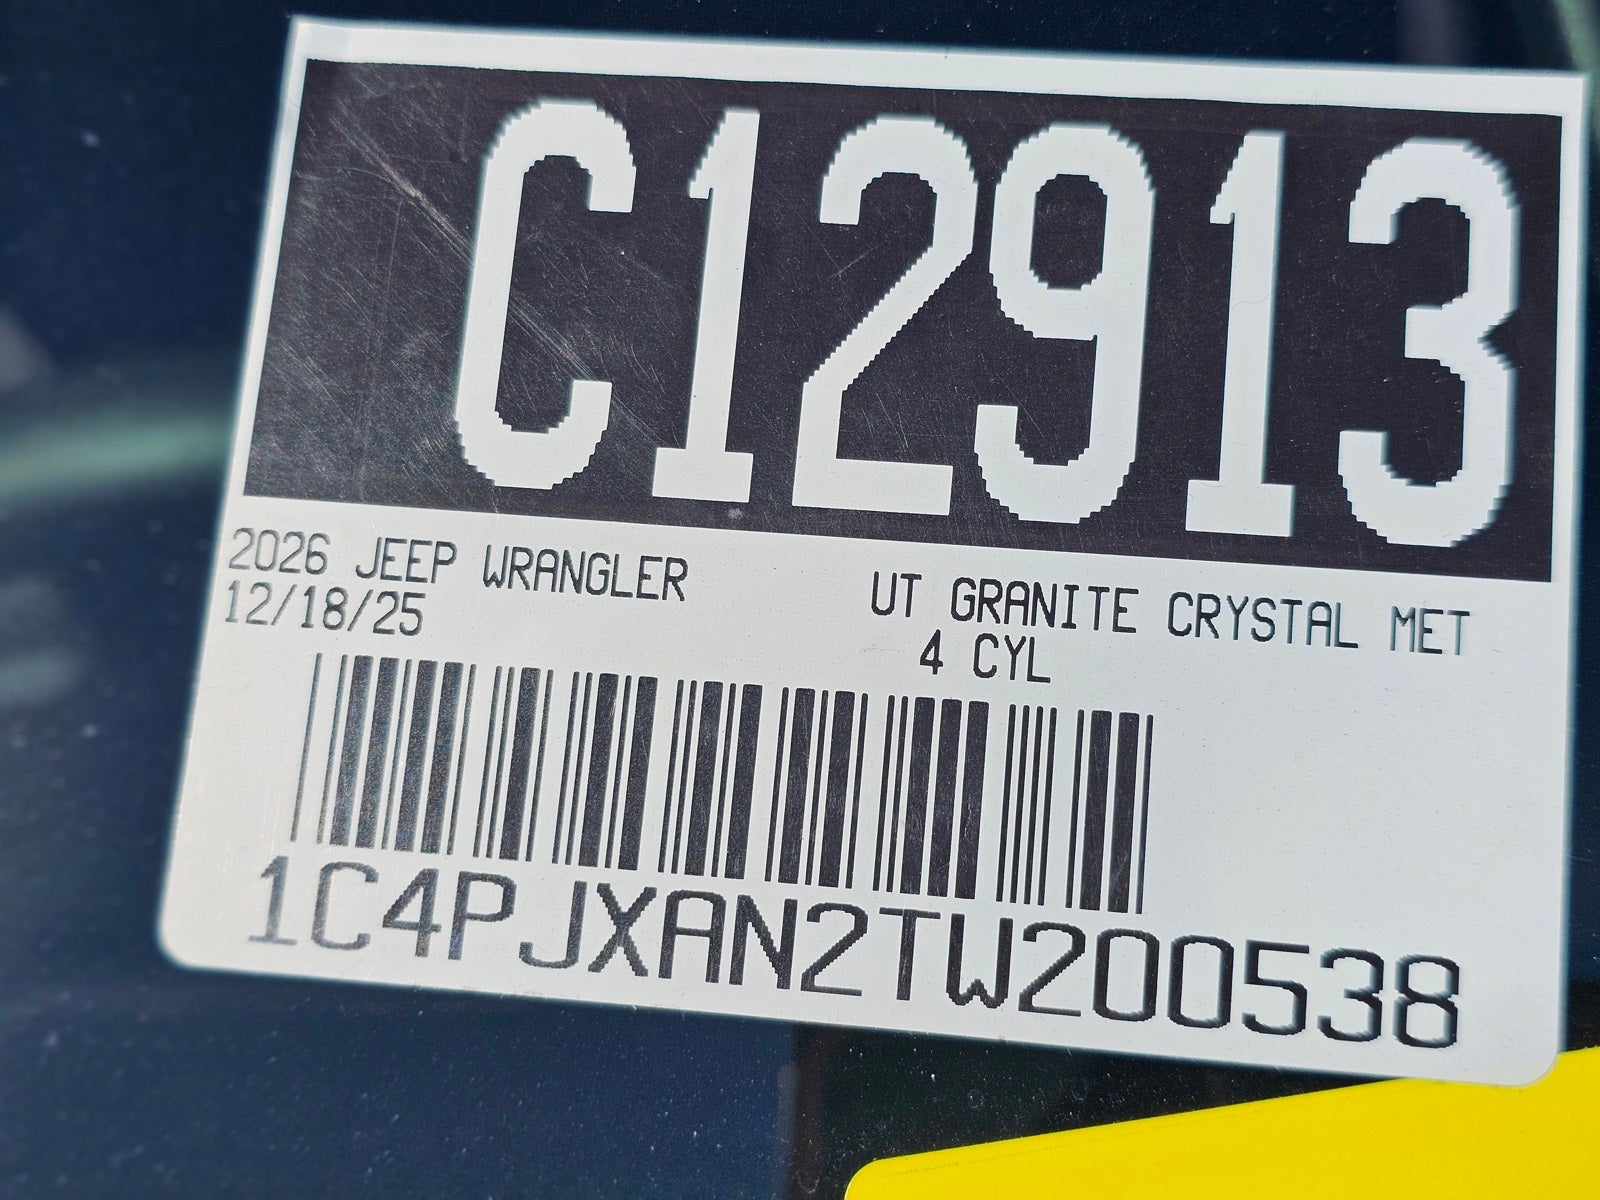 C12913
2026 JEEP WRANGLER UT GRANITE CRYSTAL MET
12/18/25 4 CYL
1C4PJXAN2TW200538